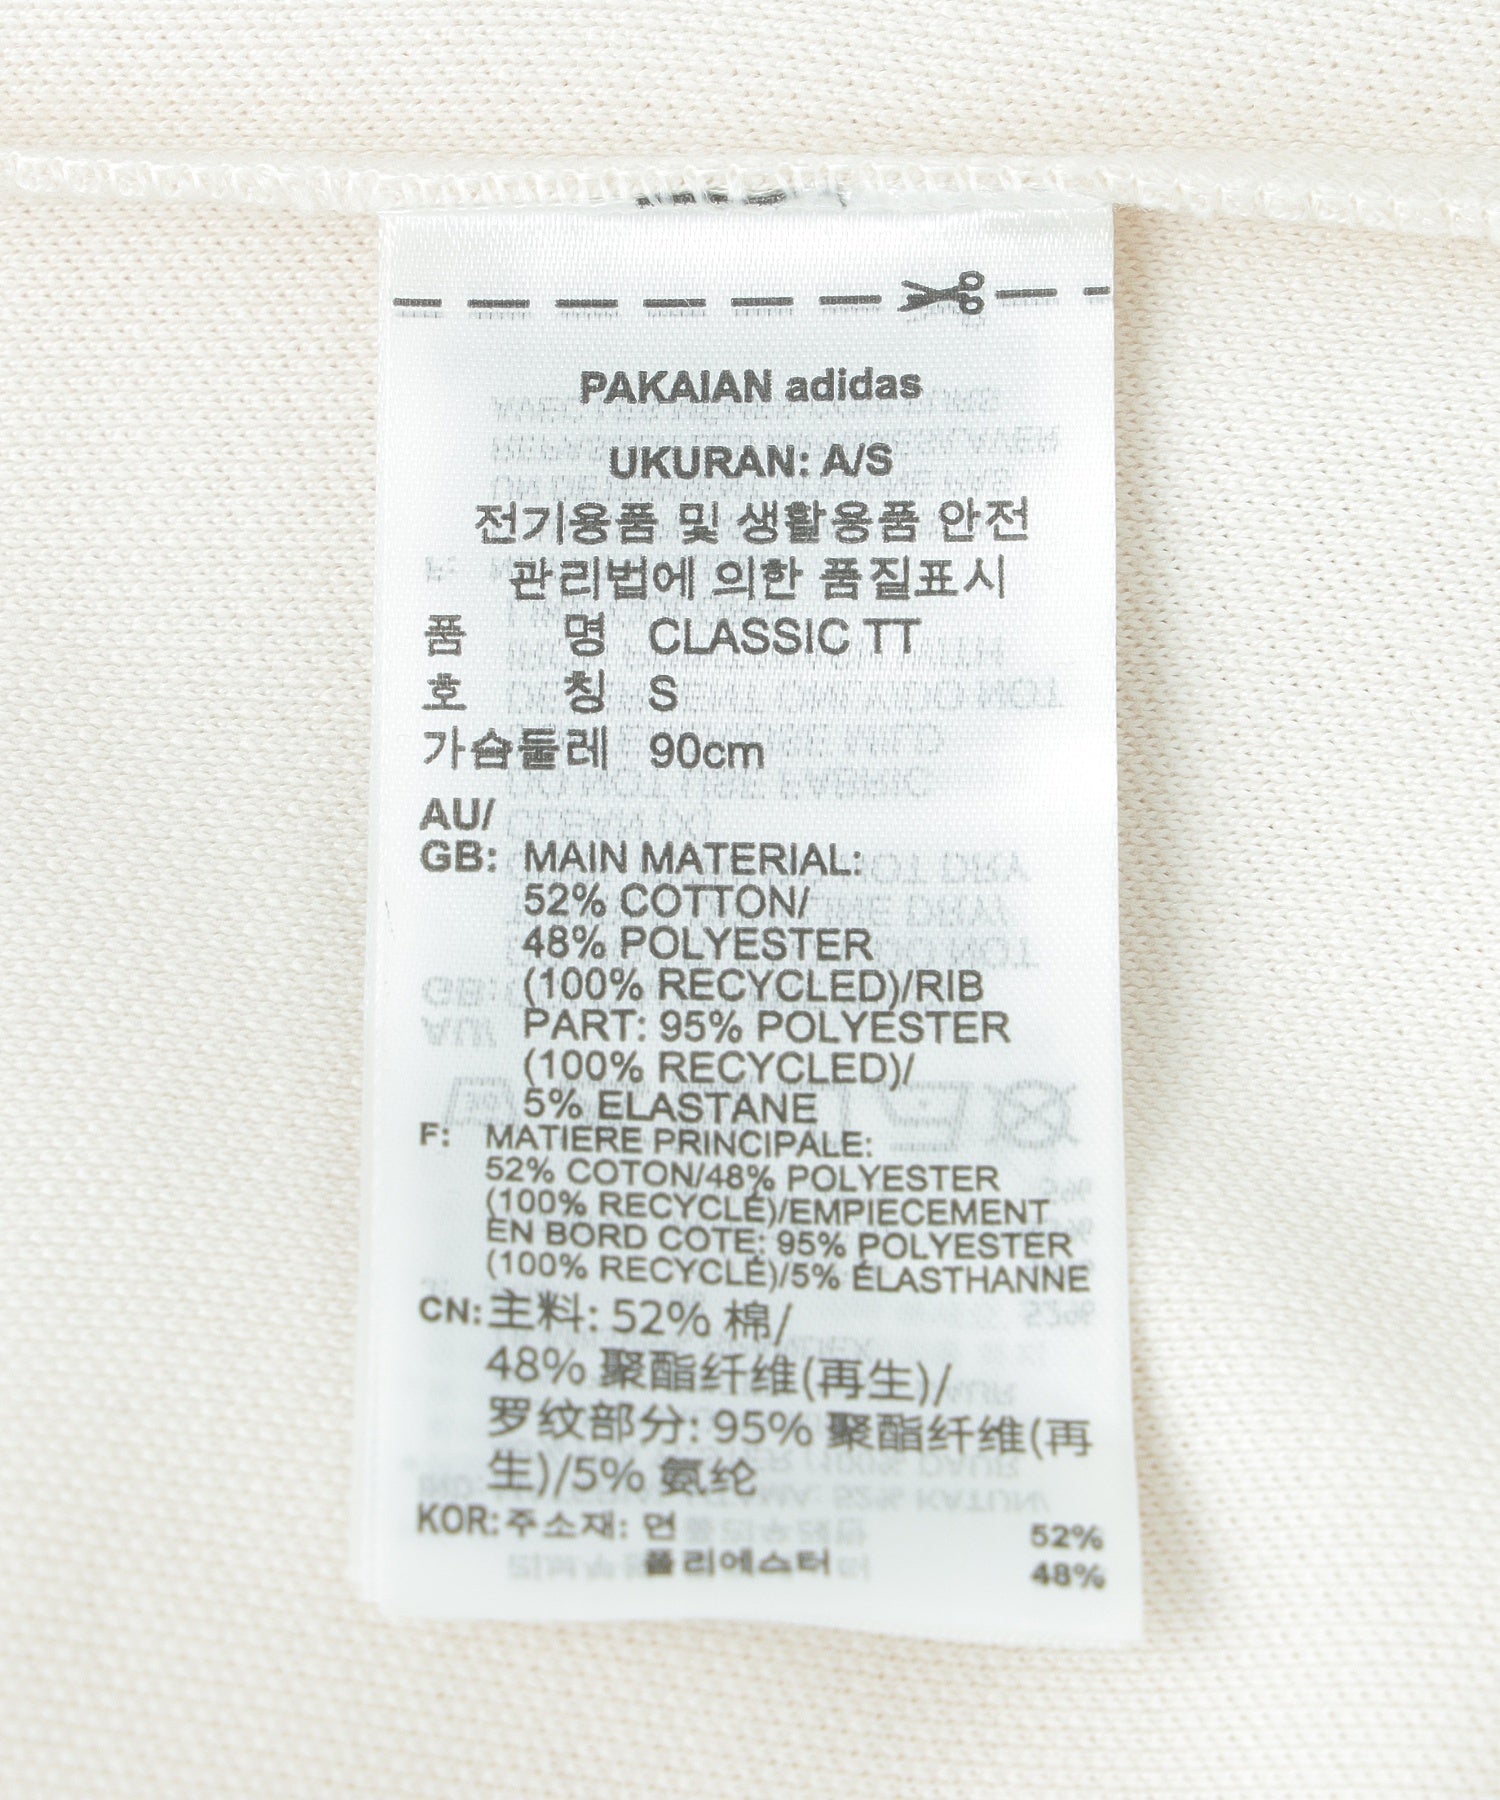 PAKAIAN adidas
UKURAN: A/S
전기용품 및 생활용품 안전
관리법에 의한 품질표시
품 명 CLASSIC TT
호 칭 S
가슴둘레 90cm
AU/
GB: MAIN MATERIAL:
52% COTTON/
48% POLYESTER
(100% RECYCLED)/RIB
PART: 95% POLYESTER
(100% RECYCLED)/
5% ELASTANE
F: MATIERE PRINCIPALE:
52% COTON/48% POLYESTER
(100% RECYCLÉ)/EMPIECEMENT
EN BORD COTE: 95% POLYESTER
(100% RECYCLÉ)/5% ÉLASTHANNE
CN: 主料: 52% 棉/
48% 聚酯纤维(再生)/
罗纹部分: 95% 聚酯纤维(再
生)/5% 氨纶
KOR: 주소재: 면 52%
폴리에스터 48%